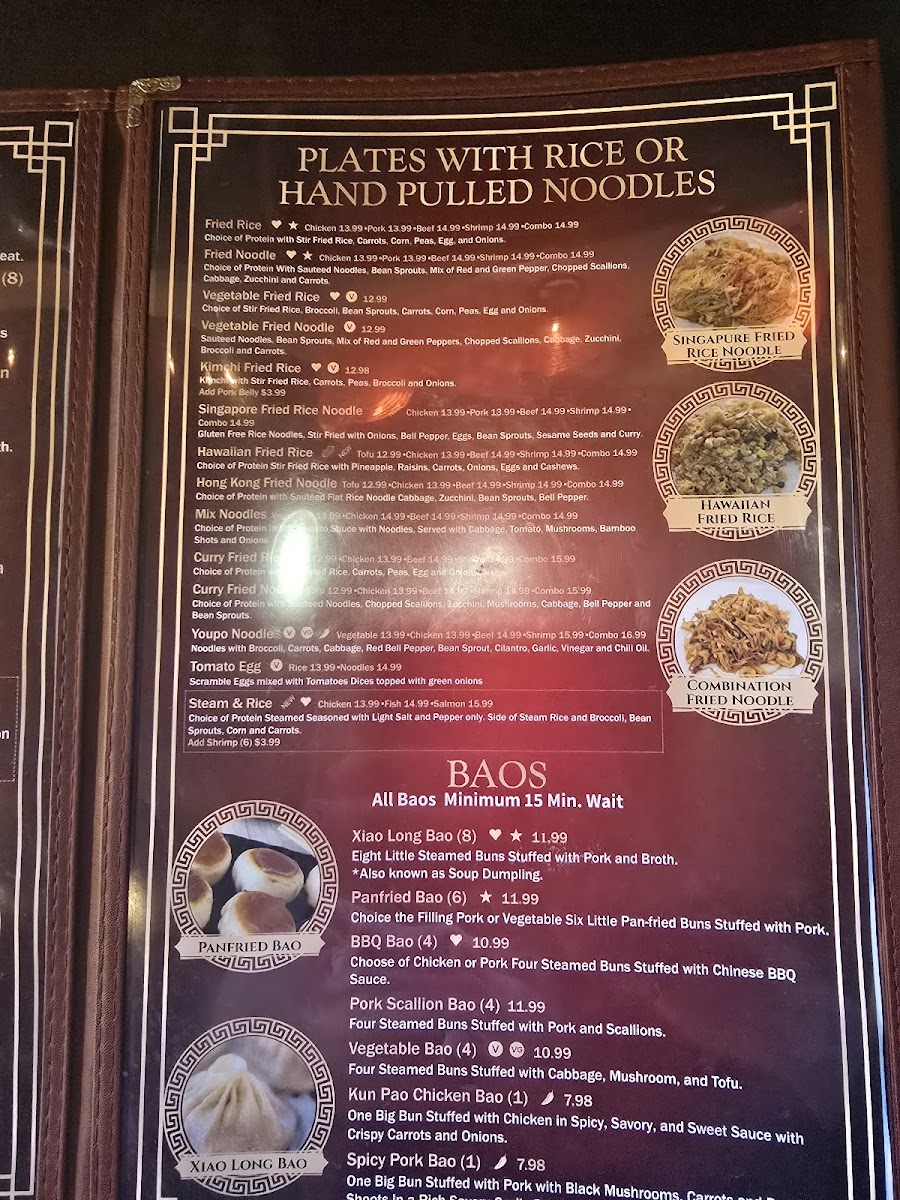 eat.
(8)
s
n
th.
a
on
PLATES WITH RICE OR
HAND PULLED NOODLES
Fried Rice Chicken 13.99•Pork 13.99•Beef 14.99•Shrimp 14.99•Combo 14.99
Choice of Protein with Stir Fried Rice, Carrots, Corn, Peas, Egg, and Onions.
Fried Noodle Chicken 13.99•Pork 13.99•Beef 14.99•Shrimp 14.99•Combo 14.99
Choice of Protein With Sauteed Noodles, Bean Sprouts, Mix of Red and Green Pepper, Chopped Scallions,
Cabbage, Zucchini and Carrots.
Vegetable Fried Rice V 12.99
Choice of Stir Fried Rice, Broccoli, Bean Sprouts, Carrots, Corn, Peas, Egg and Onions.
Vegetable Fried Noodle V 12.99
Sauteed Noodles, Bean Sprouts, Mix of Red and Green Peppers, Chopped Scallions, Cabbage, Zucchini,
Broccoli and Carrots.
Kimchi Fried Rice V 12.98
Kimchi with Stir Fried Rice, Carrots, Peas, Broccoli and Onions.
Add Pork Belly $3.99
Singapore Fried Rice Noodle Chicken 13.99•Pork 13.99•Beef 14.99•Shrimp 14.99•
Combo 14.99
Gluten Free Rice Noodles, Stir Fried with Onions, Bell Pepper, Eggs, Bean Sprouts, Sesame Seeds and Curry.
Hawaiian Fried Rice NEW Tofu 12.99•Chicken 13.99•Beef 14.99•Shrimp 14.99•Combo 14.99
Choice of Protein Stir Fried Rice with Pineapple, Raisins, Carrots, Onions, Eggs and Cashews.
Hong Kong Fried Noodle Tofu 12.99•Chicken 13.99•Beef 14.99•Shrimp 14.99•Combo 14.99
Choice of Protein with Sauteed Flat Rice Noodle Cabbage, Zucchini, Bean Sprouts, Bell Pepper.
Mix Noodles Chicken 14.99•Beef 14.99•Shrimp 14.99•Combo 14.99
Choice of Protein Sauce with Noodles, Served with Cabbage, Tomato, Mushrooms, Bamboo
Shots and Onions
Curry Fried 12.99•Chicken 13.99•Beef 14.99•Shrimp 14.99•Combo 15.99
Choice of Protein Rice, Carrots, Peas, Egg and Onions
Curry Fried 12.99•Chicken 13.99•Beef 14.99•Shrimp 14.99•Combo 15.99
Choice of Protein with Sauteed Noodles, Chopped Scallions, Zucchini, Mushrooms, Cabbage, Bell Pepper and
Bean Sprouts.
Youpo Noodles V VG Vegetable 13.99•Chicken 13.99•Beef 14.99•Shrimp 15.99•Combo 16.99
Noodles with Broccoli, Carrots, Cabbage, Red Bell Pepper, Bean Sprout, Cilantro, Garlic, Vinegar and Chili Oil.
Tomato Egg V Rice 13.99•Noodles 14.99
Scramble Eggs mixed with Tomatoes Dices topped with green onions
Steam & Rice NEW Chicken 13.99•Fish 14.99•Salmon 15.99
Choice of Protein Steamed Seasoned with Light Salt and Pepper only. Side of Steam Rice and Broccoli, Bean
Sprouts, Corn and Carrots.
Add Shrimp (6) $3.99
SINGAPURE FRIED
RICE NOODLE
HAWAIIAN
FRIED RICE
COMBINATION
FRIED NOODLE
BAOS
All Baos Minimum 15 Min. Wait
Xiao Long Bao (8) 11.99
Eight Little Steamed Buns Stuffed with Pork and Broth.
*Also known as Soup Dumpling.
Panfried Bao (6) 11.99
Choice the Filling Pork or Vegetable Six Little Pan-fried Buns Stuffed with Pork.
BBQ Bao (4) 10.99
Choose of Chicken or Pork Four Steamed Buns Stuffed with Chinese BBQ
Sauce.
Pork Scallion Bao (4) 11.99
Four Steamed Buns Stuffed with Pork and Scallions.
Vegetable Bao (4) V VG 10.99
Four Steamed Buns Stuffed with Cabbage, Mushroom, and Tofu.
Kun Pao Chicken Bao (1) 7.98
One Big Bun Stuffed with Chicken in Spicy, Savory, and Sweet Sauce with
Crispy Carrots and Onions.
Spicy Pork Bao (1) 7.98
One Big Bun Stuffed with Pork with Black Mushrooms, Carrots and
Shoots In a Rich Savory
PANFRIED BAO
XIAO LONG BAO